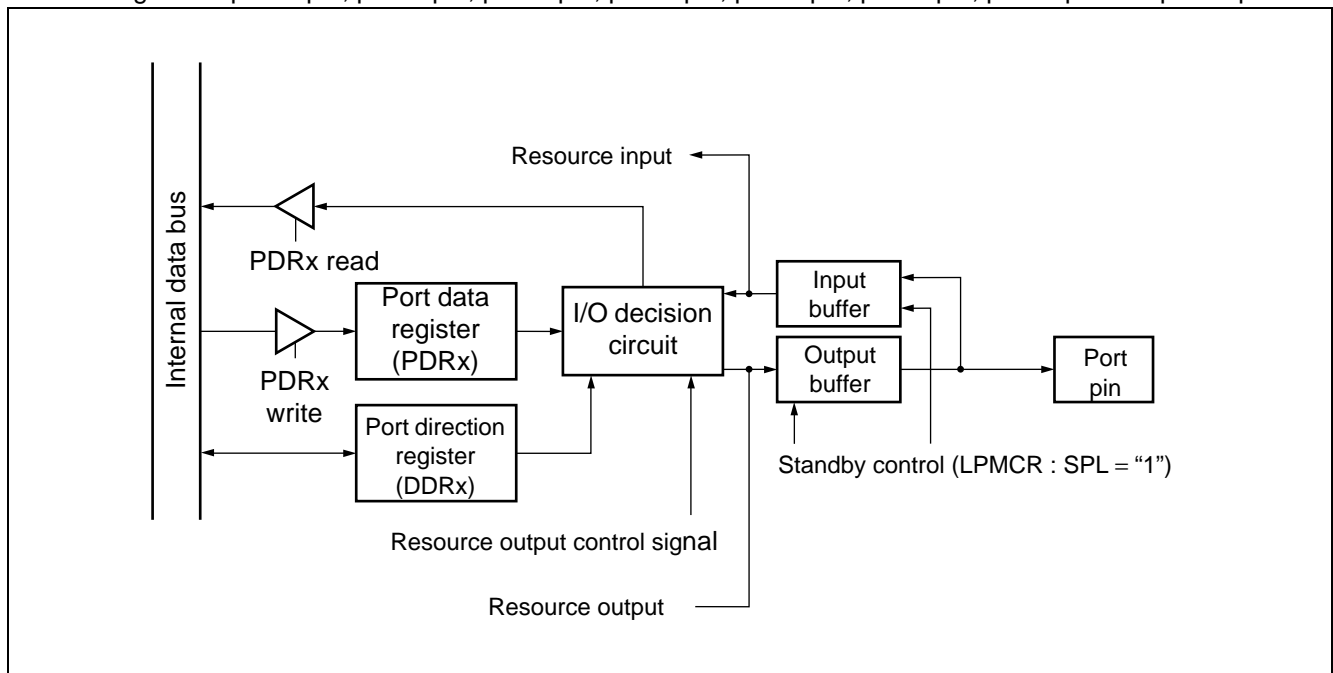 Internal data bus
Resource input
PDRx read
Port data
register
(PDRx)
I/O decision
circuit
Input
buffer
Output
buffer
Port
pin
PDRx
write
Port direction
register
(DDRx)
Standby control (LPMCR : SPL = “1”)
Resource output control signal
Resource output